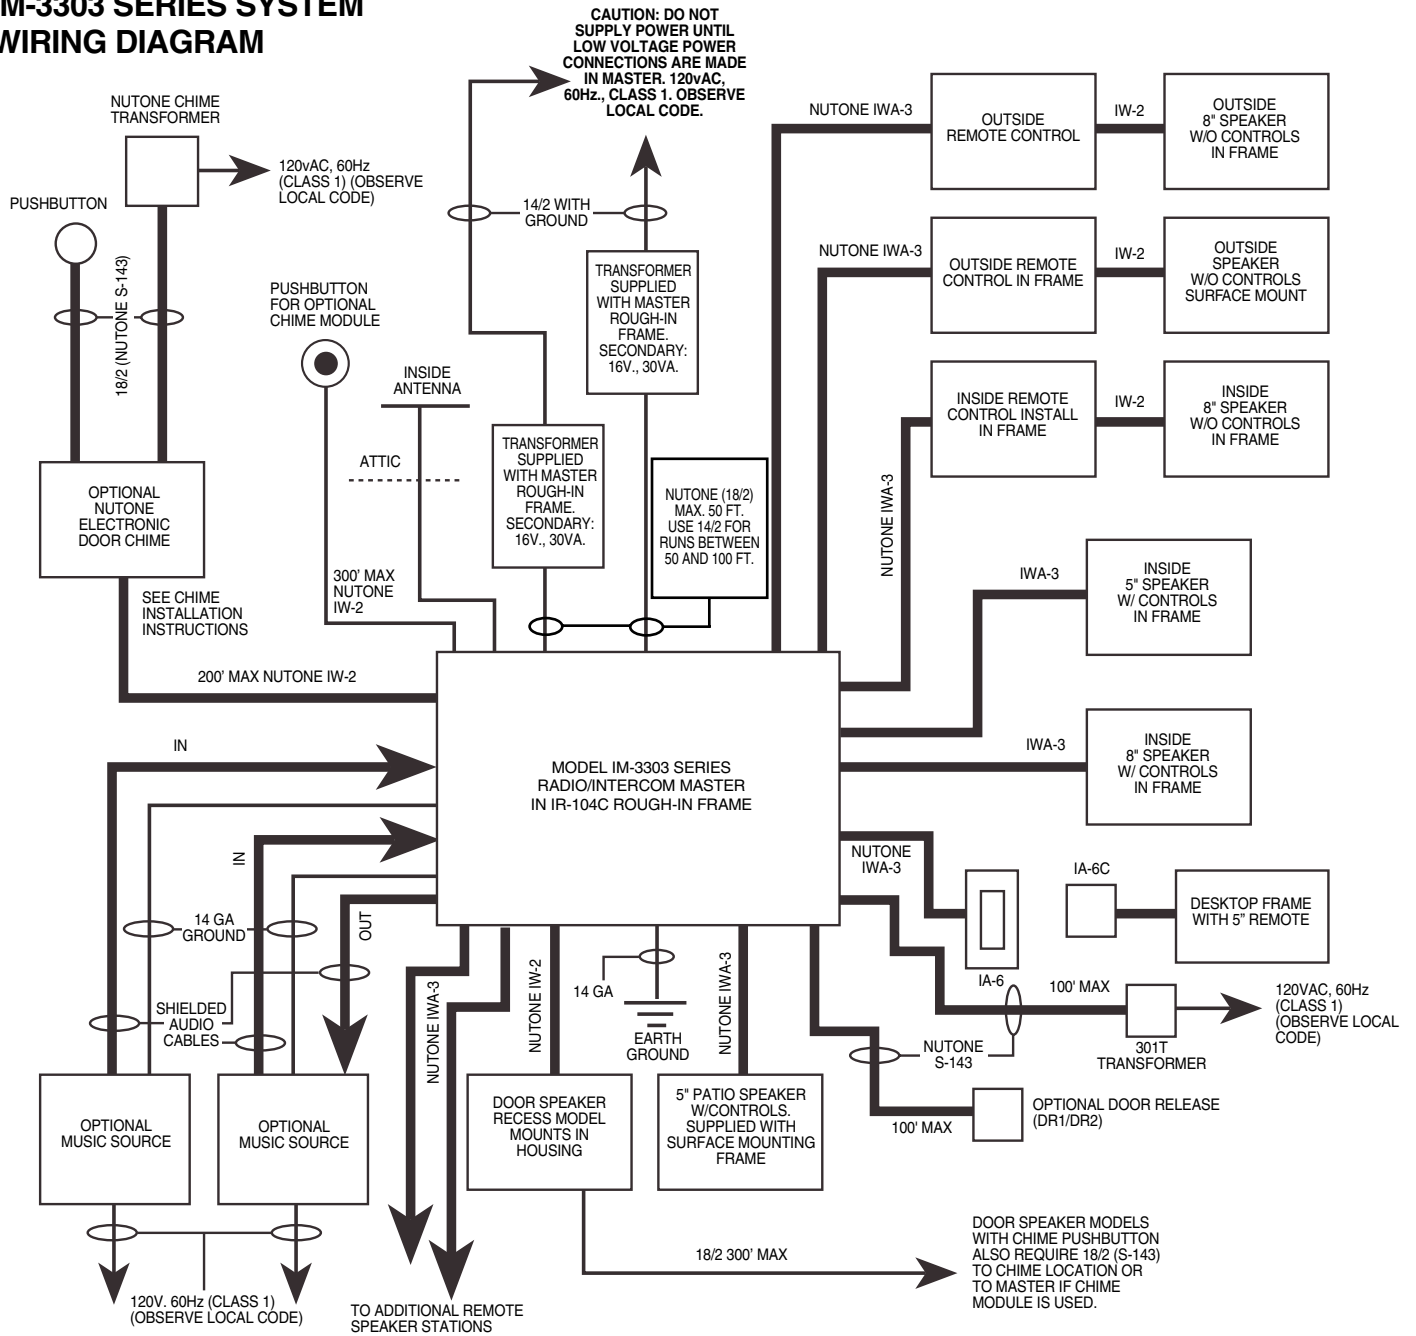 IM-3303 SERIES SYSTEM
WIRING DIAGRAM
CAUTION: DO NOT
SUPPLY POWER UNTIL
LOW VOLTAGE POWER
CONNECTIONS ARE MADE
IN MASTER. 120vAC,
60Hz., CLASS 1. OBSERVE
LOCAL CODE.
NUTONE CHIME
TRANSFORMER
120vAC, 60Hz
(CLASS 1) (OBSERVE
LOCAL CODE)
PUSHBUTTON
18/2 (NUTONE S-143)
OPTIONAL
NUTONE
ELECTRONIC
DOOR CHIME
SEE CHIME
INSTALLATION
INSTRUCTIONS
200' MAX NUTONE IW-2
PUSHBUTTON
FOR OPTIONAL
CHIME MODULE
300' MAX
NUTONE
IW-2
INSIDE
ANTENNA
ATTIC
14/2 WITH
GROUND
TRANSFORMER
SUPPLIED
WITH MASTER
ROUGH-IN
FRAME.
SECONDARY:
16V., 30VA.
TRANSFORMER
SUPPLIED
WITH MASTER
ROUGH-IN
FRAME.
SECONDARY:
16V., 30VA.
NUTONE (18/2)
MAX. 50 FT.
USE 14/2 FOR
RUNS BETWEEN
50 AND 100 FT.
NUTONE IWA-3
OUTSIDE
REMOTE CONTROL
IW-2
OUTSIDE
8" SPEAKER
W/O CONTROLS
IN FRAME
NUTONE IWA-3
OUTSIDE REMOTE
CONTROL IN FRAME
IW-2
OUTSIDE
SPEAKER
W/O CONTROLS
SURFACE MOUNT
NUTONE IWA-3
INSIDE REMOTE
CONTROL INSTALL
IN FRAME
IW-2
INSIDE
8" SPEAKER
W/O CONTROLS
IN FRAME
IWA-3
INSIDE
5" SPEAKER
W/ CONTROLS
IN FRAME
IWA-3
INSIDE
8" SPEAKER
W/ CONTROLS
IN FRAME
MODEL IM-3303 SERIES
RADIO/INTERCOM MASTER
IN IR-104C ROUGH-IN FRAME
IN
IN
OUT
14 GA
GROUND
SHIELDED
AUDIO
CABLES
OPTIONAL
MUSIC SOURCE
OPTIONAL
MUSIC SOURCE
120V. 60Hz (CLASS 1)
(OBSERVE LOCAL CODE)
NUTONE IWA-3
TO ADDITIONAL REMOTE
SPEAKER STATIONS
NUTONE IW-2
DOOR SPEAKER
RECESS MODEL
MOUNTS IN
HOUSING
14 GA
EARTH
GROUND
NUTONE IWA-3
5" PATIO SPEAKER
W/CONTROLS.
SUPPLIED WITH
SURFACE MOUNTING
FRAME
NUTONE
IWA-3
IA-6
IA-6C
DESKTOP FRAME
WITH 5” REMOTE
100' MAX
301T
TRANSFORMER
120VAC, 60Hz
(CLASS 1)
(OBSERVE LOCAL
CODE)
NUTONE
S-143
100' MAX
OPTIONAL DOOR RELEASE
(DR1/DR2)
18/2 300' MAX
DOOR SPEAKER MODELS
WITH CHIME PUSHBUTTON
ALSO REQUIRE 18/2 (S-143)
TO CHIME LOCATION OR
TO MASTER IF CHIME
MODULE IS USED.